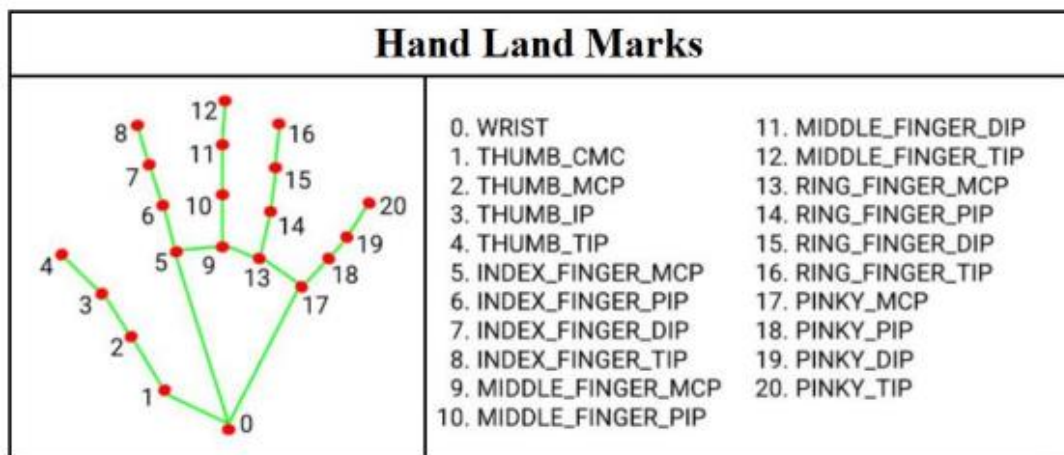 Hand Land Marks
12
8
16
11
7
15
6
10
20
14
19
4
5
9
18
13
3
17
2
1
0
0. WRIST
1. THUMB_CMC
2. THUMB_MCP
3. THUMB_IP
4. THUMB_TIP
5. INDEX_FINGER_MCP
6. INDEX_FINGER_PIP
7. INDEX_FINGER_DIP
8. INDEX_FINGER_TIP
9. MIDDLE_FINGER_MCP
10. MIDDLE_FINGER_PIP
11. MIDDLE_FINGER_DIP
12. MIDDLE_FINGER_TIP
13. RING_FINGER_MCP
14. RING_FINGER_PIP
15. RING_FINGER_DIP
16. RING_FINGER_TIP
17. PINKY_MCP
18. PINKY_PIP
19. PINKY_DIP
20. PINKY_TIP